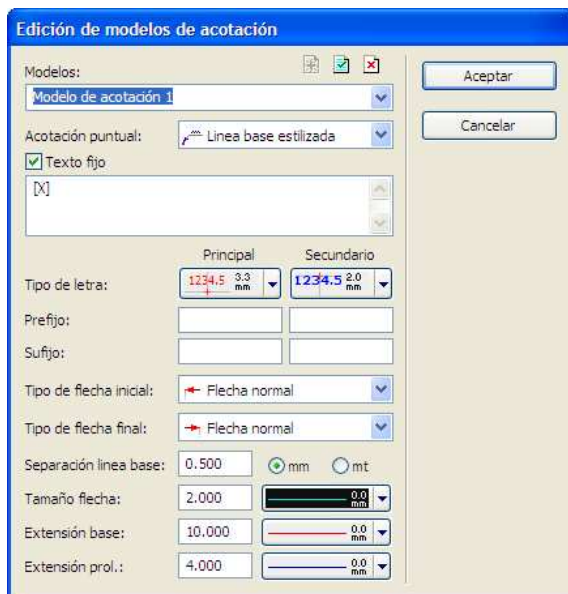 Edición de modelos de acotación
Modelos:
Modelo de acotación 1
Aceptar
Cancelar
Acotación puntual:
Linea base estilizada
Texto fijo
[X]
Principal Secundario
Tipo de letra: 1234.5 3.3 mm 1234.5 2.0 mm
Prefijo:
Sufijo:
Tipo de flecha inicial: Flecha normal
Tipo de flecha final: Flecha normal
Separación linea base: 0.500 mm mt
Tamaño flecha: 2.000 0.0 mm
Extensión base: 10.000 0.0 mm
Extensión prol.: 4.000 0.0 mm